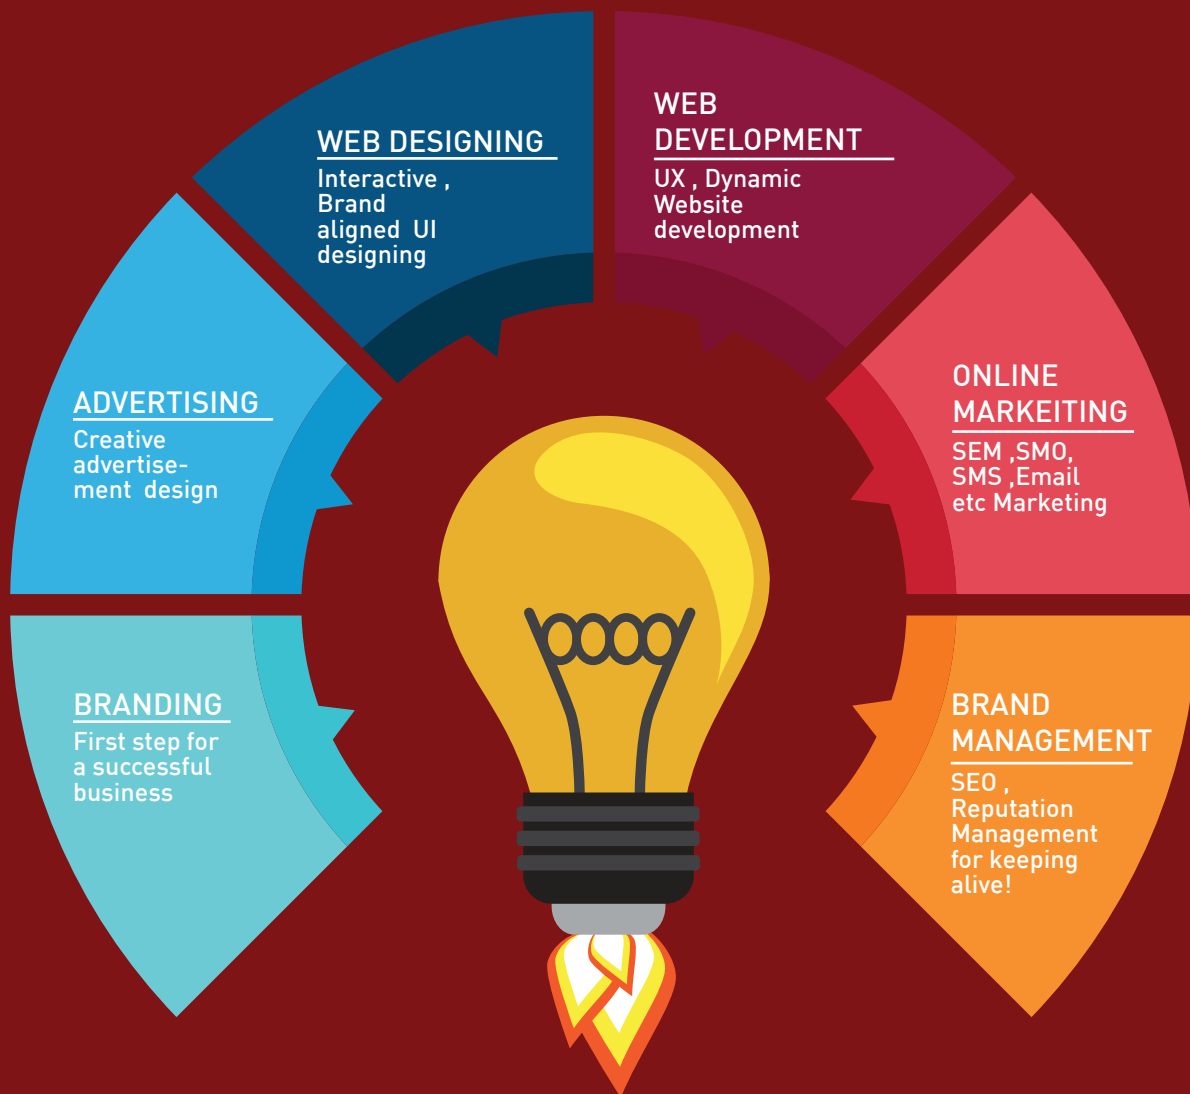 WEB DESIGNING
Interactive ,
Brand
aligned UI
designing
WEB
DEVELOPMENT
UX , Dynamic
Website
development
ADVERTISING
Creative
advertise-
ment design
ONLINE
MARKEITING
SEM ,SMO,
SMS ,Email
etc Marketing
BRANDING
First step for
a successful
business
BRAND
MANAGEMENT
SEO ,
Reputation
Management
for keeping
alive!